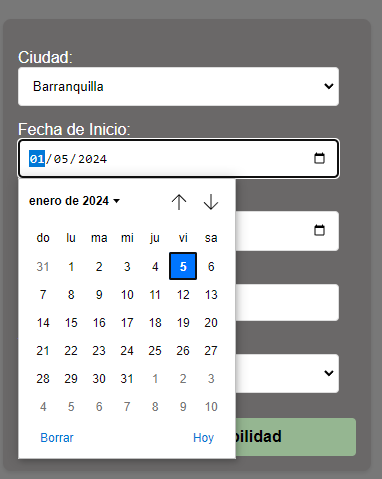 Ciudad:
Barranquilla
Fecha de Inicio:
01/05/2024
enero de 2024
do lu ma mi ju vi sa
31 1 2 3 4 5 6
7 8 9 10 11 12 13
14 15 16 17 18 19 20
21 22 23 24 25 26 27
28 29 30 31 1 2 3
4 5 6 7 8 9 10
Borrar Hoy
bilidad